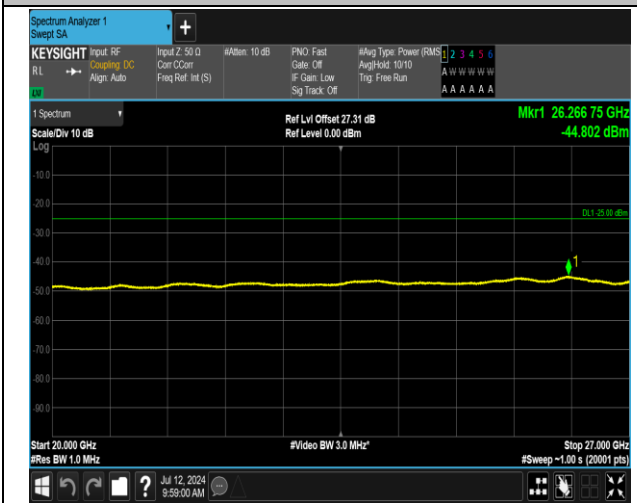 Spectrum Analyzer 1
Swept SA
+
KEYSIGHT Input: RF Input Z: 50 Ω #Atten: 10 dB PNO: Fast #Avg Type: Power (RMS 1 2 3 4 5 6
RL Coupling: DC Corr CCorr Gate: Off Avg|Hold: 10/10 A W W W W W
Align: Auto Freq Ref: Int (S) IF Gain: Low Trig: Free Run
Sig Track: Off A A A A A A
LXI
1 Spectrum Ref Lvl Offset 27.31 dB Mkr1 26.266 75 GHz
Scale/Div 10 dB Ref Level 0.00 dBm -44.802 dBm
Log
-10.0
-20.0
DL1 -25.00 dBm
-30.0
-40.0
1
-50.0
-60.0
-70.0
-80.0
-90.0
Start 20.000 GHz #Video BW 3.0 MHz* Stop 27.000 GHz
#Res BW 1.0 MHz #Sweep ~1.00 s (20001 pts)
? Jul 12, 2024
9:59:00 AM